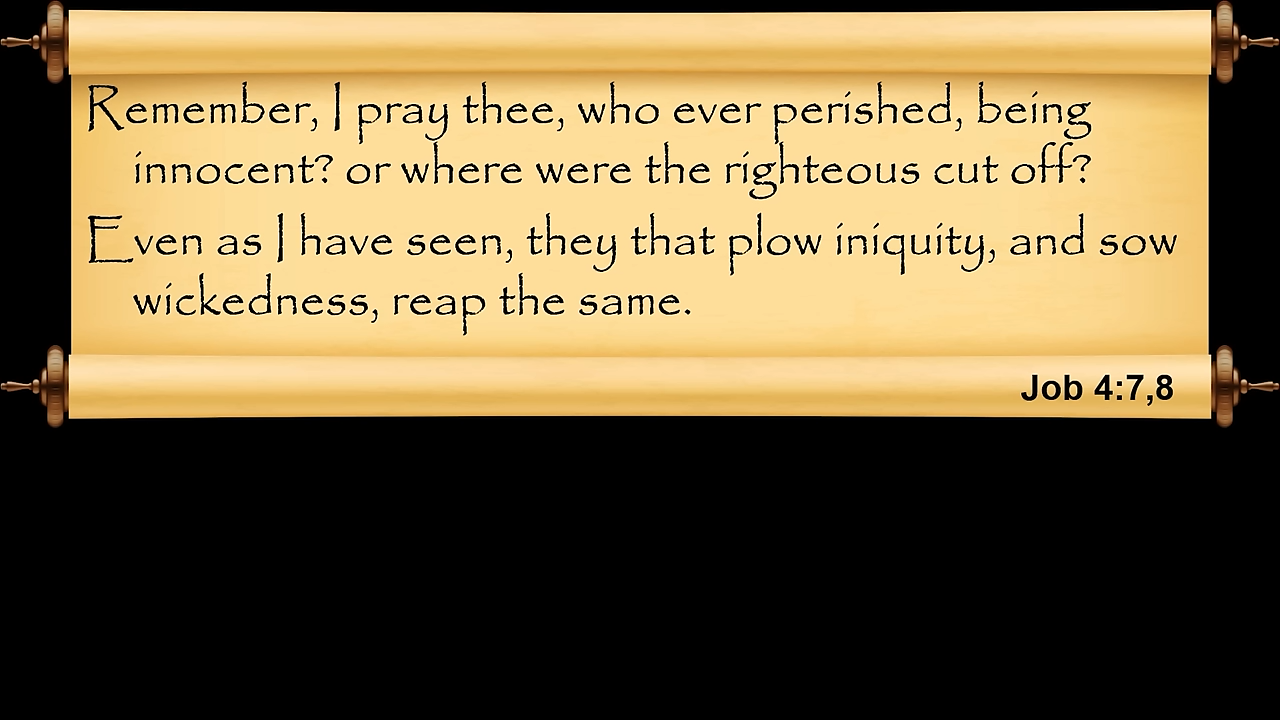 Remember, I pray thee, who ever perished, being
innocent? or where were the righteous cut off?
Even as I have seen, they that plow iniquity, and sow
wickedness, reap the same.
Job 4:7,8